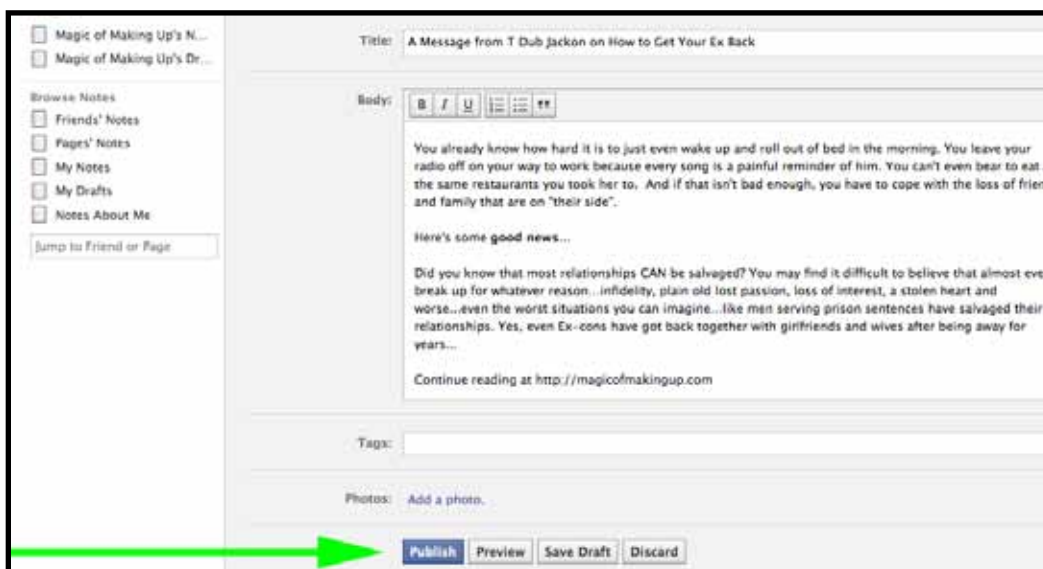 Magic of Making Up's N...
Magic of Making Up's Dr...
Browse Notes
Friends' Notes
Pages' Notes
My Notes
My Drafts
Notes About Me
Jump to Friend or Page
Title: A Message from T Dub Jackon on How to Get Your Ex Back
Body: B I U
You already know how hard it is to just even wake up and roll out of bed in the morning. You leave your
radio off on your way to work because every song is a painful reminder of him. You can't even bear to eat
the same restaurants you took her to. And if that isn't bad enough, you have to cope with the loss of frien
and family that are on "their side".
Here's some good news...
Did you know that most relationships CAN be salvaged? You may find it difficult to believe that almost eve
break up for whatever reason...infidelity, plain old lost passion, loss of interest, a stolen heart and
worse...even the worst situations you can imagine...like men serving prison sentences have salvaged their
relationships. Yes, even Ex-cons have got back together with girlfriends and wives after being away for
years...
Continue reading at http://magicofmakingup.com
Tags:
Photos: Add a photo.
Publish Preview Save Draft Discard